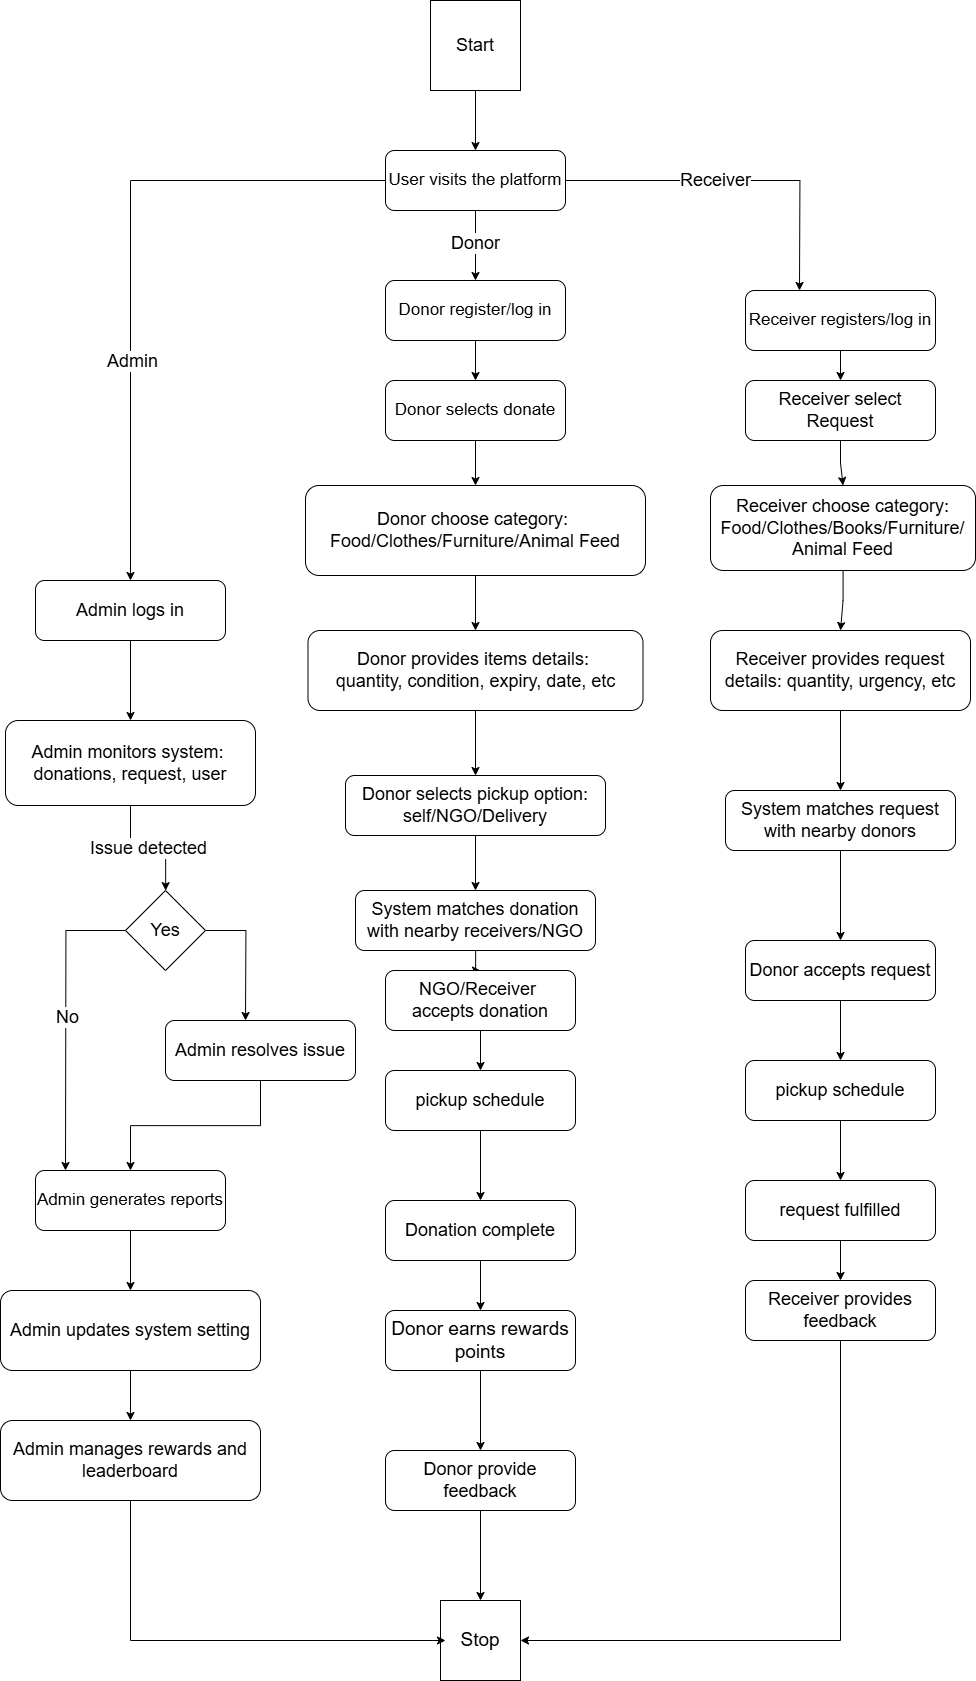 Start
User visits the platform
Receiver
Donor
Admin
Donor register/log in
Donor selects donate
Donor choose category:
Food/Clothes/Furniture/Animal Feed
Donor provides items details:
quantity, condition, expiry, date, etc
Donor selects pickup option:
self/NGO/Delivery
System matches donation
with nearby receivers/NGO
NGO/Receiver
accepts donation
pickup schedule
Donation complete
Donor earns rewards
points
Donor provide
feedback
Receiver registers/log in
Receiver select
Request
Receiver choose category:
Food/Clothes/Books/Furniture/
Animal Feed
Receiver provides request
details: quantity, urgency, etc
System matches request
with nearby donors
Donor accepts request
pickup schedule
request fulfilled
Receiver provides
feedback
Admin logs in
Admin monitors system:
donations, request, user
Issue detected
Yes
No
Admin resolves issue
Admin generates reports
Admin updates system setting
Admin manages rewards and
leaderboard
Stop